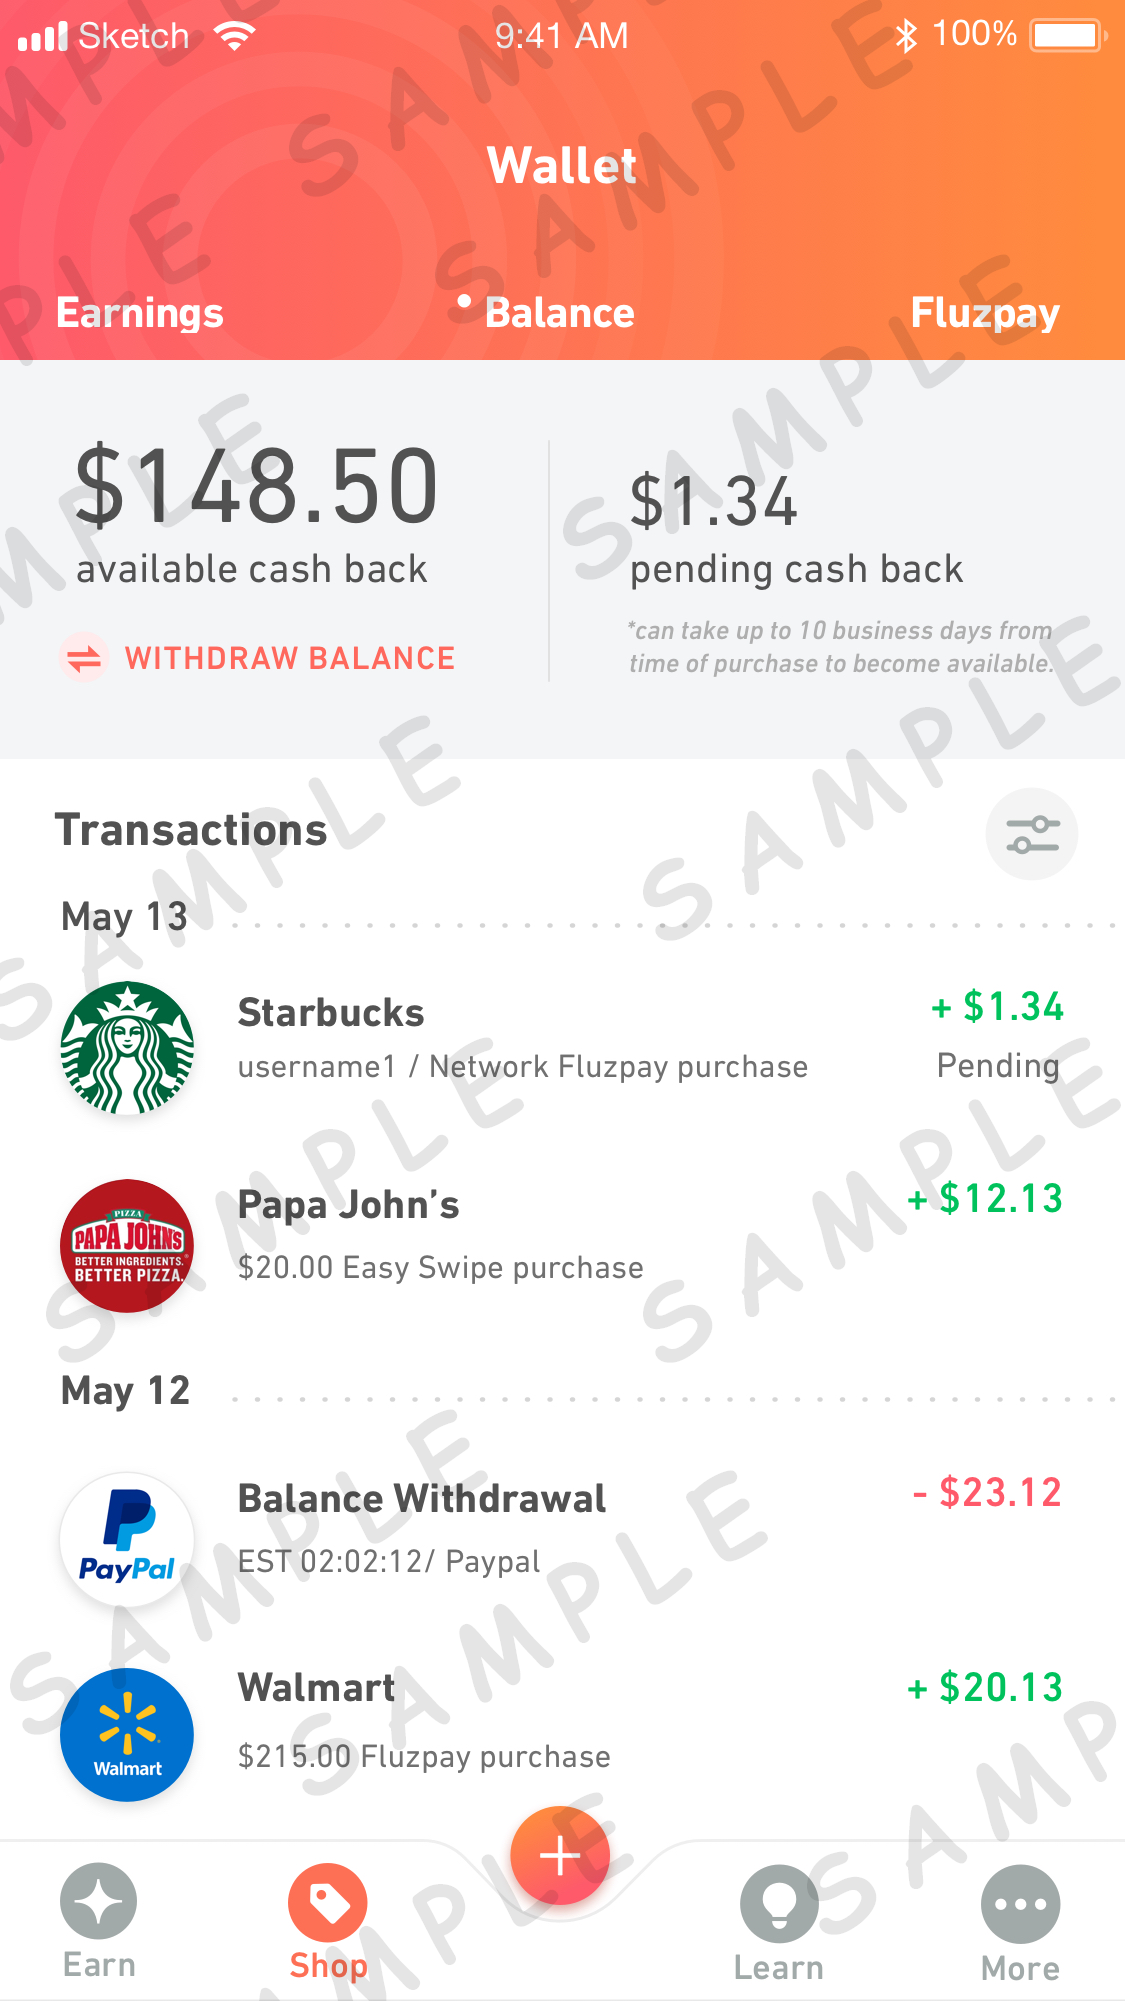 Sketch 9:41 AM 100%
Wallet
Earnings Balance Fluzpay
$148.50 $1.34
available cash back pending cash back
*can take up to 10 business days from
time of purchase to become available.
WITHDRAW BALANCE
Transactions
May 13
Starbucks + $1.34
username1 / Network Fluzpay purchase Pending
PIZZA
PAPA JOHNS
BETTER INGREDIENTS.
BETTER PIZZA.
Papa John’s + $12.13
$20.00 Easy Swipe purchase
May 12
Balance Withdrawal - $23.12
EST 02:02:12/ Paypal
PayPal
Walmart + $20.13
$215.00 Fluzpay purchase
Walmart
Earn Shop Learn More
SAMPLE
SAMPLE
SAMPLE
SAMPLE
SAMPLE
SAMPLE
SAMPLE
SAMPLE
SAMPLE
SAMPLE